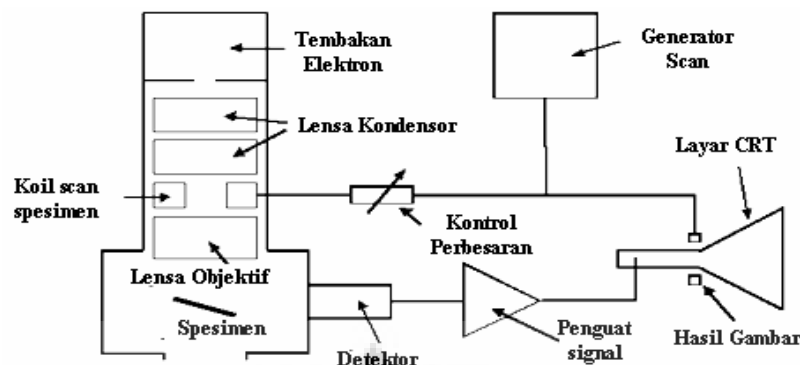 Tembakan
Elektron
Generator
Scan
Lensa Kondensor
Layar CRT
Koil scan
spesimen
Kontrol
Perbesaran
Lensa Objektif
Spesimen
Detektor
Penguat
signal
Hasil Gambar